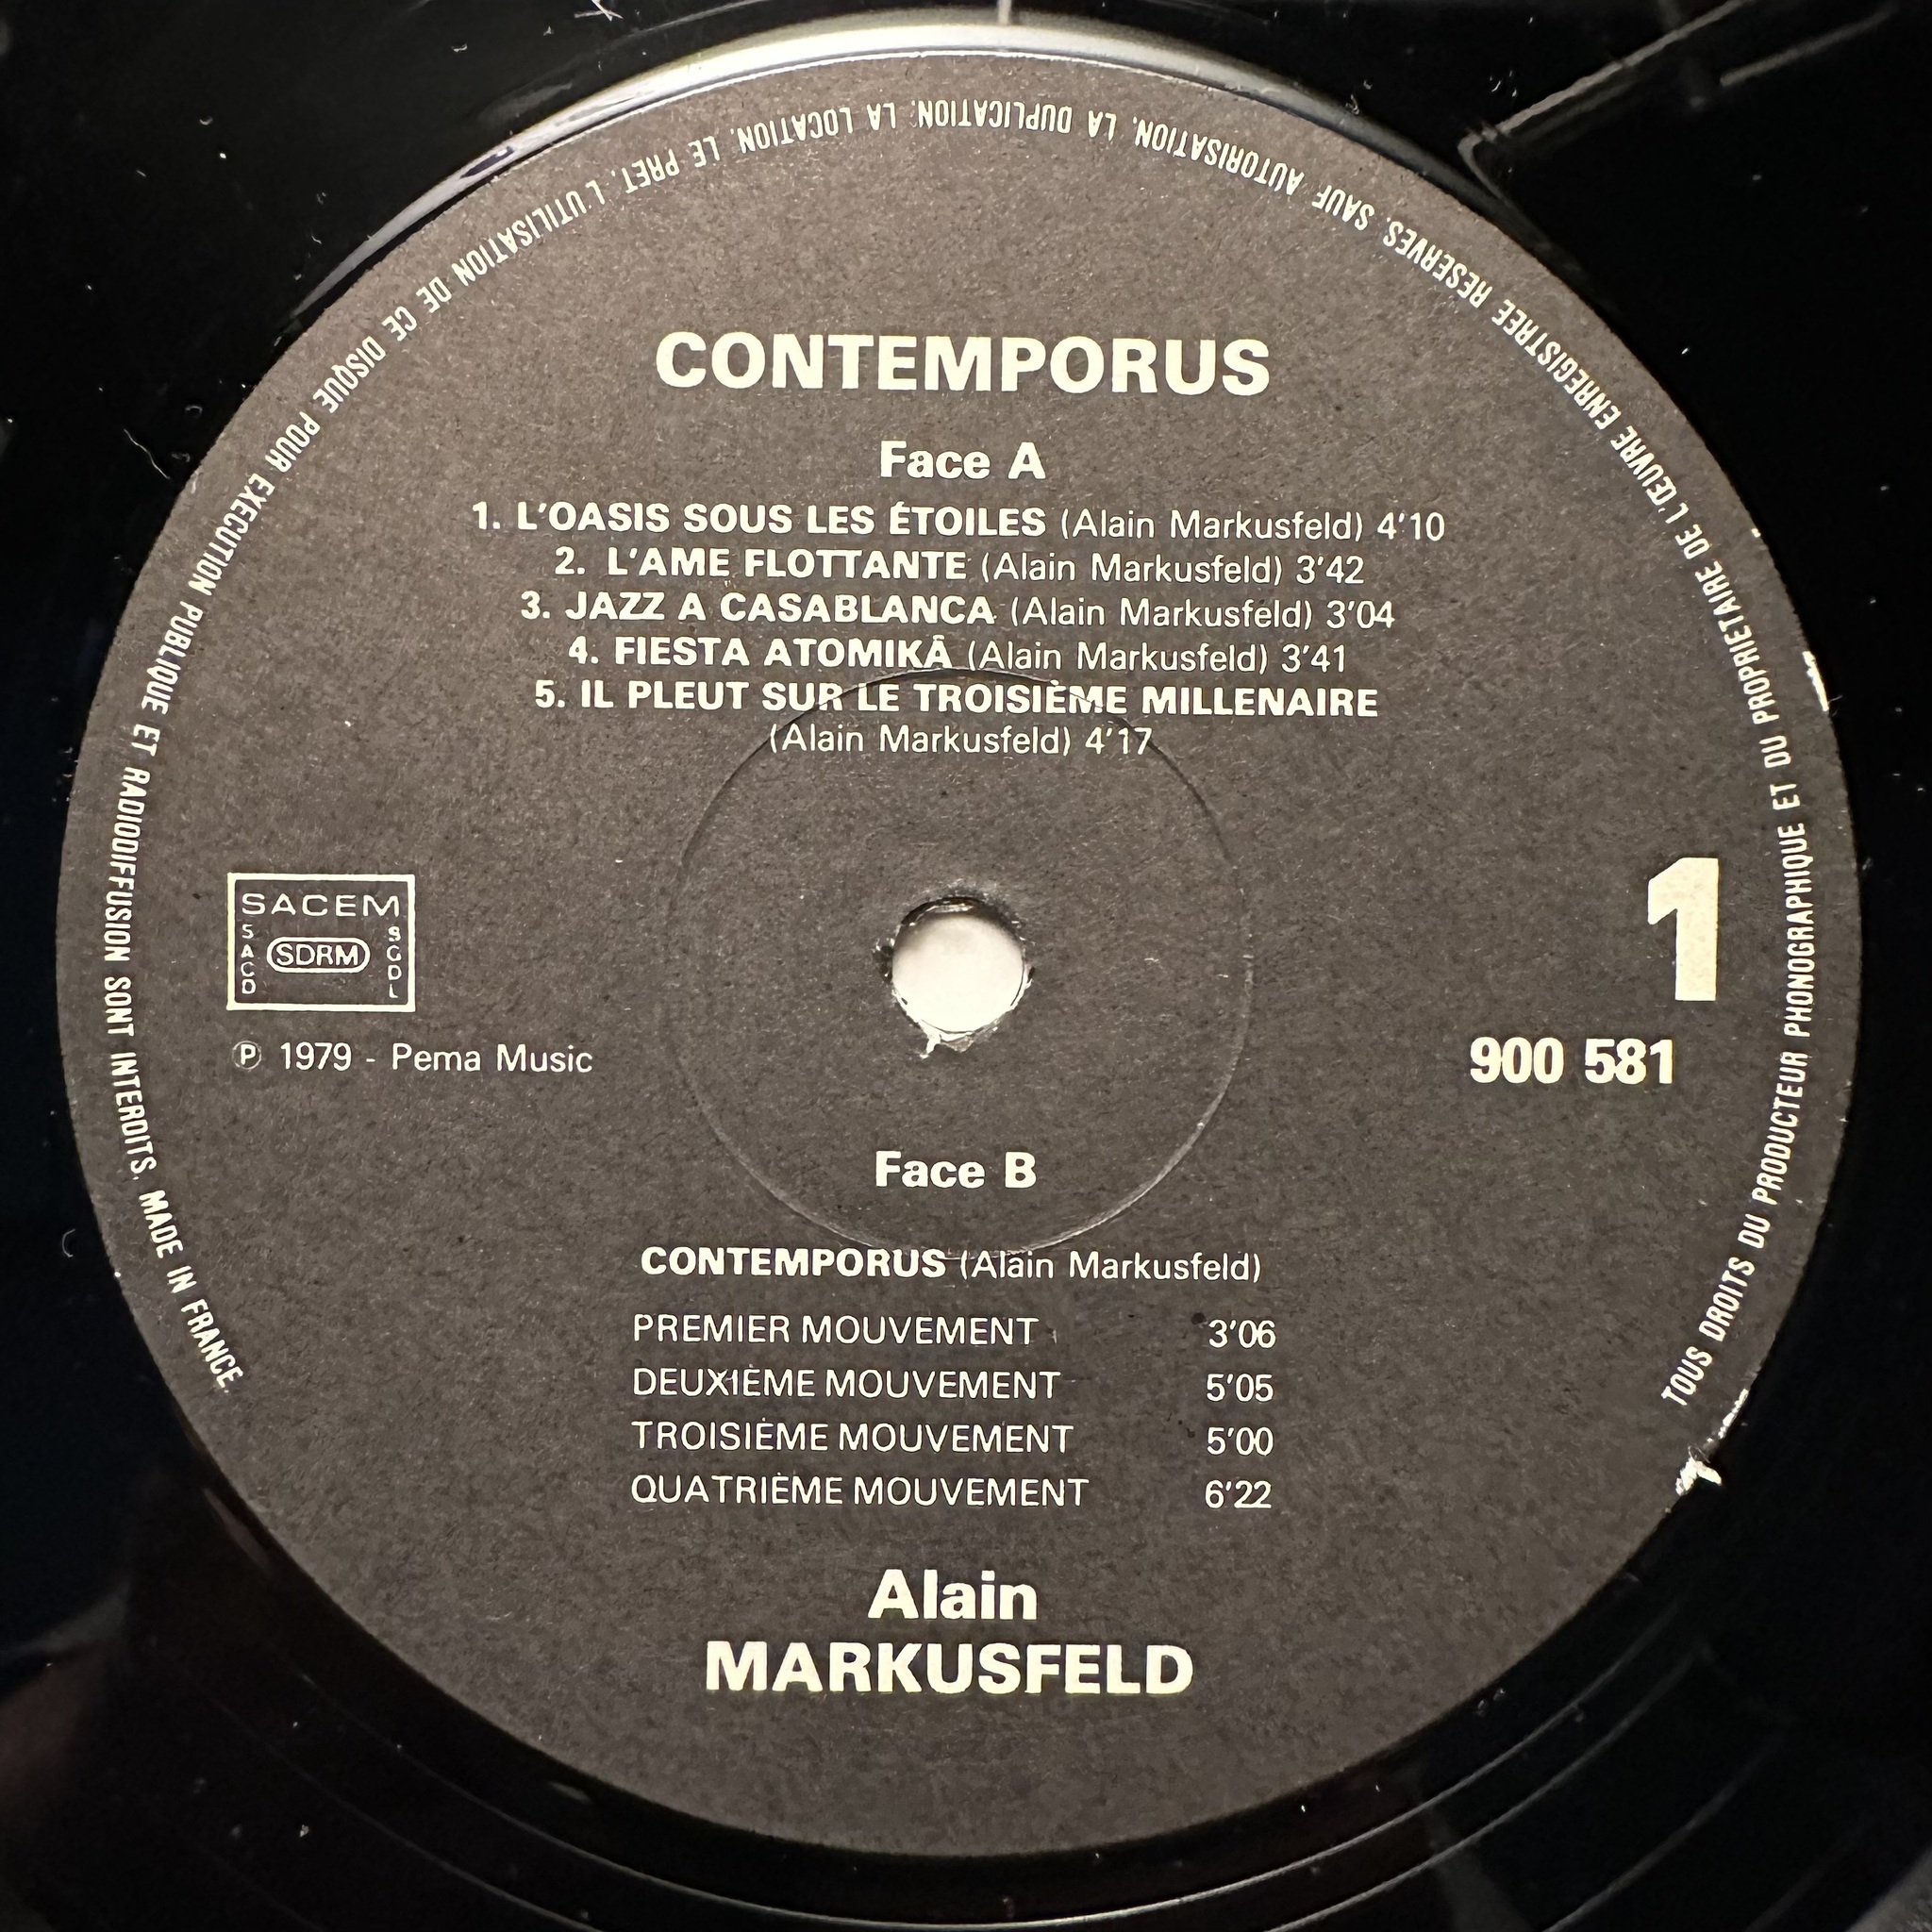 TOUS DROITS DU PRODUCTEUR PHONOGRAPHIQUE ET DU PROPRIETAIRE DE L'ŒUVRE ENREGISTREE RESERVES. SAUF AUTORISATION, LA DUPLICATION, LA LOCATION, LE PRET, L'UTILISATION DE CE DISQUE POUR EXECUTION PUBLIQUE ET RADIODIFFUSION SONT INTERDITS. MADE IN FRANCE.
CONTEMPORUS
Face A
1. L'OASIS SOUS LES ÉTOILES (Alain Markusfeld) 4'10
2. L'AME FLOTTANTE (Alain Markusfeld) 3'42
3. JAZZ A CASABLANCA (Alain Markusfeld) 3'04
4. FIESTA ATOMIKÂ (Alain Markusfeld) 3'41
5. IL PLEUT SUR LE TROISIÈME MILLENAIRE
(Alain Markusfeld) 4'17
SACEM
SACD
SDRM
SGDL
1
℗ 1979 - Pema Music
900 581
Face B
CONTEMPORUS (Alain Markusfeld)
PREMIER MOUVEMENT 3'06
DEUXIÈME MOUVEMENT 5'05
TROISIÈME MOUVEMENT 5'00
QUATRIÈME MOUVEMENT 6'22
Alain
MARKUSFELD